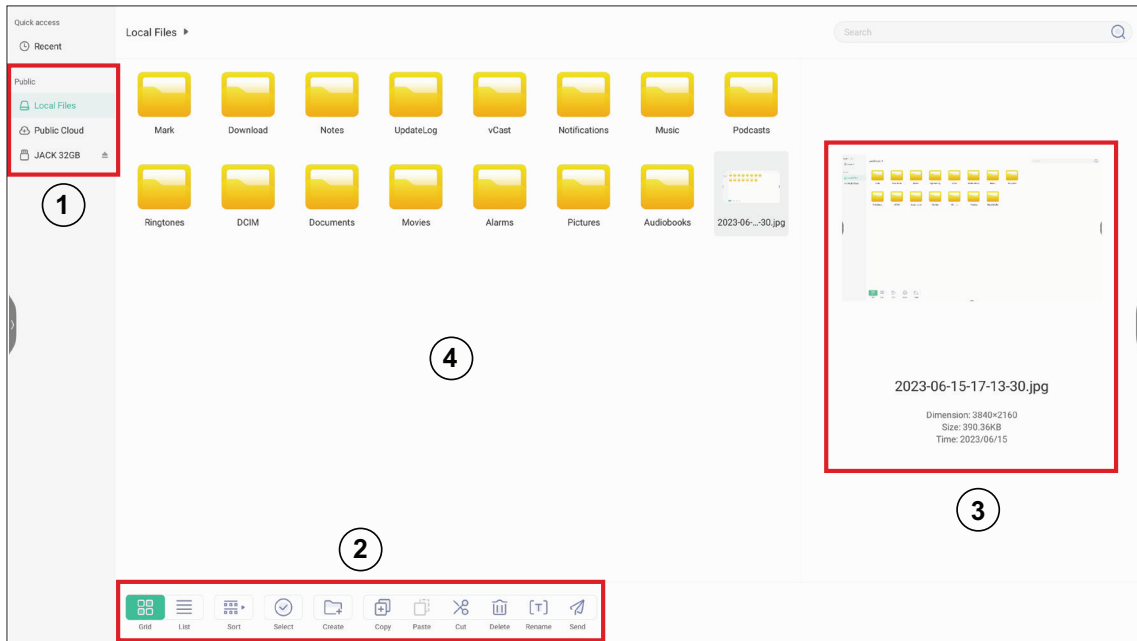 Quick access
Recent
Public
Local Files
Public Cloud
JACK 32GB
1
Local Files
Search
Mark Download Notes UpdateLog vCast Notifications Music Podcasts
Ringtones DCIM Documents Movies Alarms Pictures Audiobooks 2023-06-...-30.jpg
4
2023-06-15-17-13-30.jpg
Dimension: 3840×2160
Size: 390.36KB
Time: 2023/06/15
3
2
Grid List Sort Select Create Copy Paste Cut Delete Rename Send